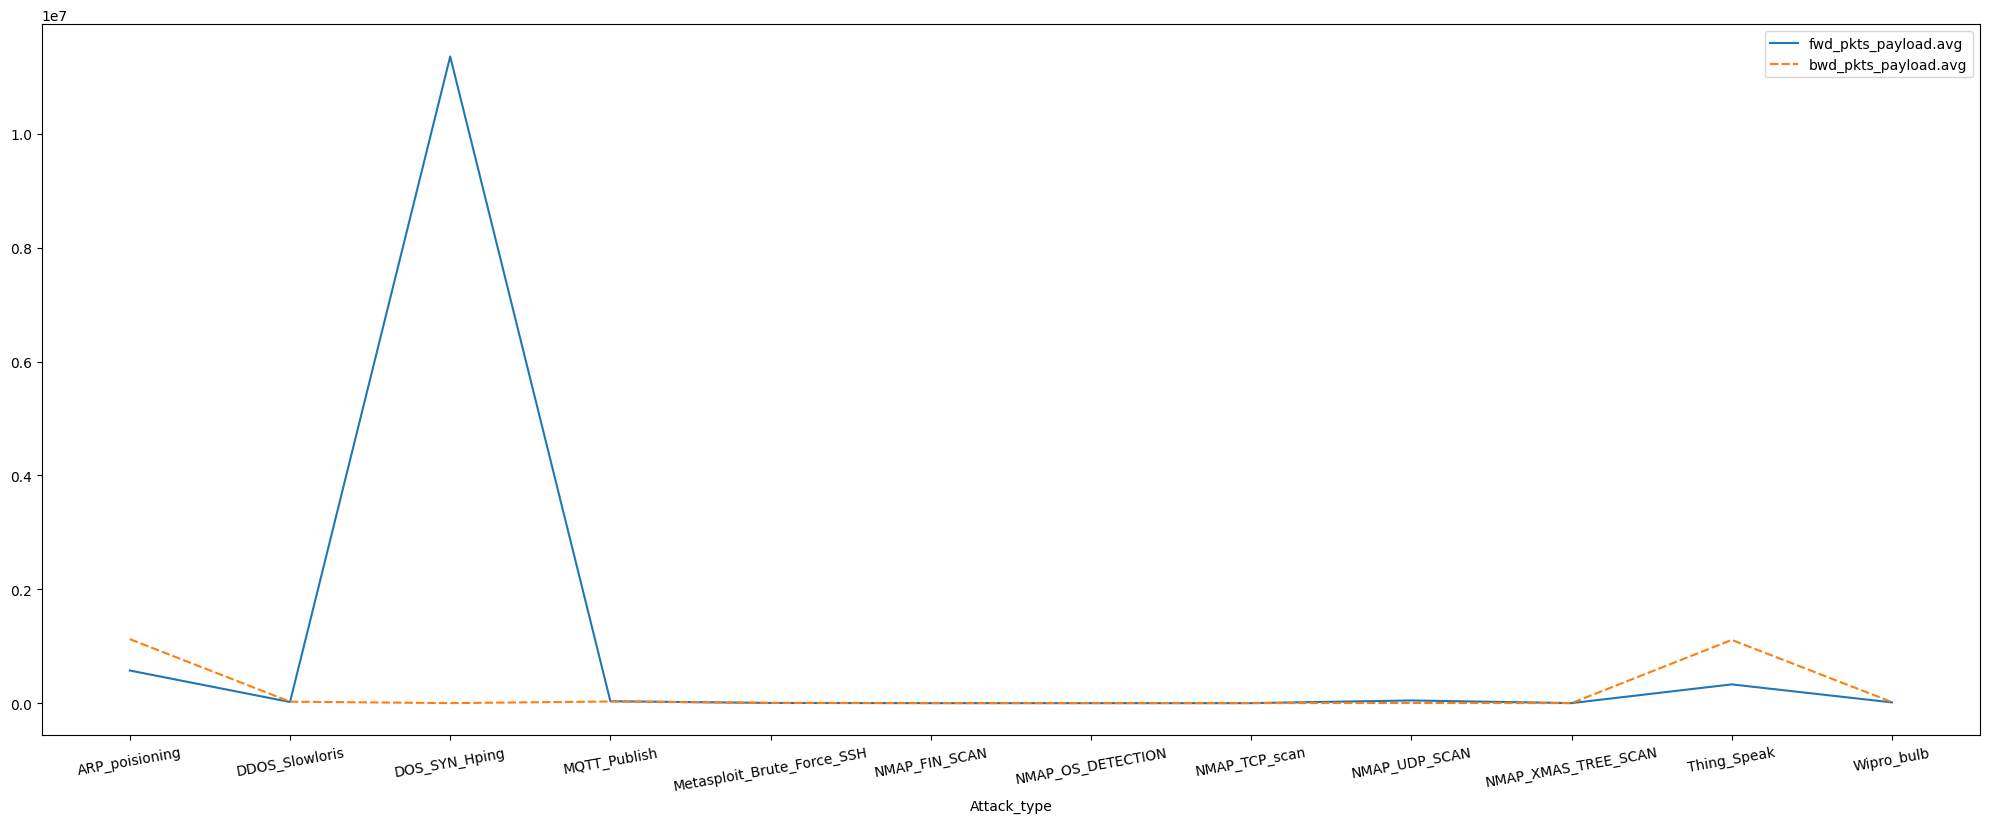 1e7
fwd_pkts_payload.avg
bwd_pkts_payload.avg
1.0
0.8
0.6
0.4
0.2
0.0
ARP_poisioning DDOS_Slowloris DOS_SYN_Hping MQTT_Publish Metasploit_Brute_Force_SSH NMAP_FIN_SCAN NMAP_OS_DETECTION NMAP_TCP_scan NMAP_UDP_SCAN NMAP_XMAS_TREE_SCAN Thing_Speak Wipro_bulb
Attack_type